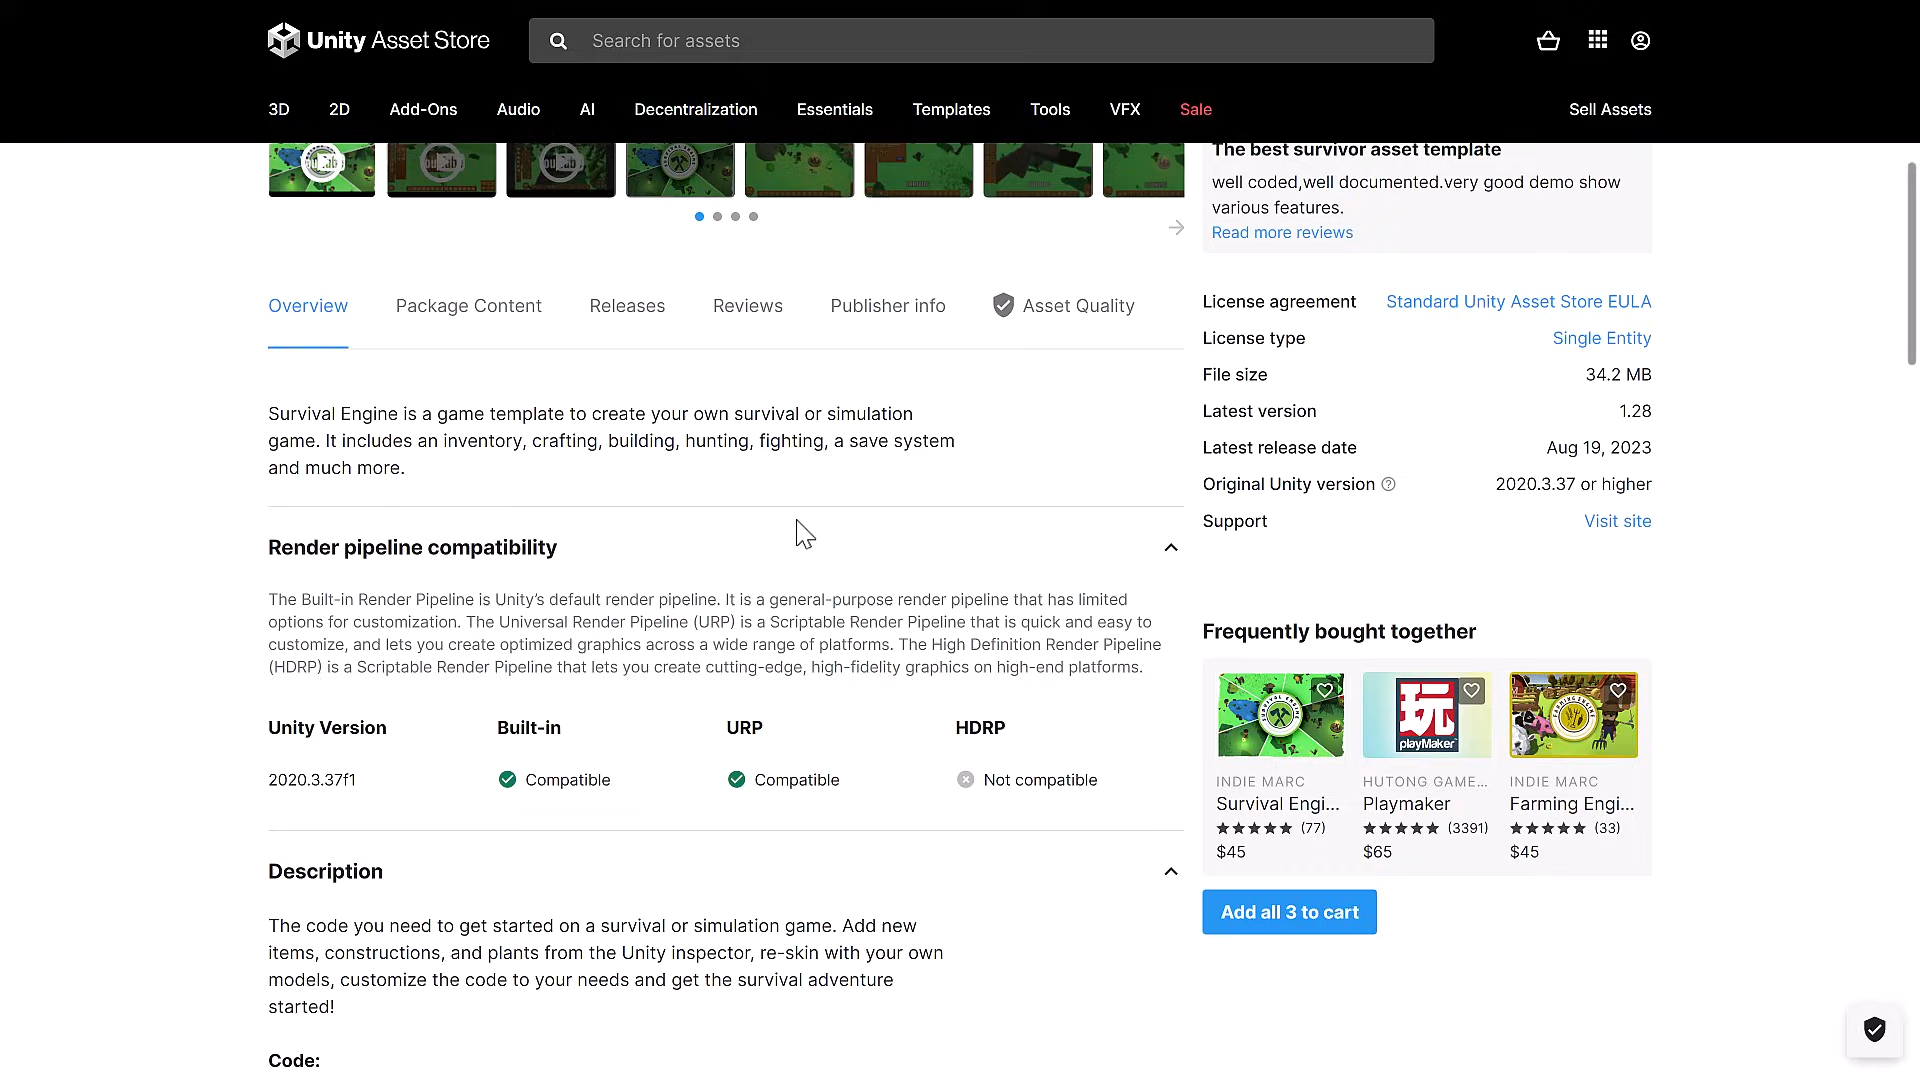 Unity Asset Store
Search for assets
3D 2D Add-Ons Audio AI Decentralization Essentials Templates Tools VFX Sale Sell Assets
The best survivor asset template
well coded,well documented.very good demo show
various features.
Read more reviews
Overview Package Content Releases Reviews Publisher info Asset Quality
License agreement Standard Unity Asset Store EULA
License type Single Entity
File size 34.2 MB
Latest version 1.28
Latest release date Aug 19, 2023
Original Unity version ? 2020.3.37 or higher
Support Visit site
Survival Engine is a game template to create your own survival or simulation
game. It includes an inventory, crafting, building, hunting, fighting, a save system
and much more.
Render pipeline compatibility
The Built-in Render Pipeline is Unity’s default render pipeline. It is a general-purpose render pipeline that has limited
options for customization. The Universal Render Pipeline (URP) is a Scriptable Render Pipeline that is quick and easy to
customize, and lets you create optimized graphics across a wide range of platforms. The High Definition Render Pipeline
(HDRP) is a Scriptable Render Pipeline that lets you create cutting-edge, high-fidelity graphics on high-end platforms.
Unity Version Built-in URP HDRP
2020.3.37f1 Compatible Compatible Not compatible
Description
The code you need to get started on a survival or simulation game. Add new
items, constructions, and plants from the Unity inspector, re-skin with your own
models, customize the code to your needs and get the survival adventure
started!
Code:
Frequently bought together
SURVIVAL ENGINE
玩
playMaker
FARMING ENGINE
INDIE MARC HUTONG GAME... INDIE MARC
Survival Engi... Playmaker Farming Engi...
★★★★★ (77) ★★★★★ (3391) ★★★★★ (33)
$45 $65 $45
Add all 3 to cart